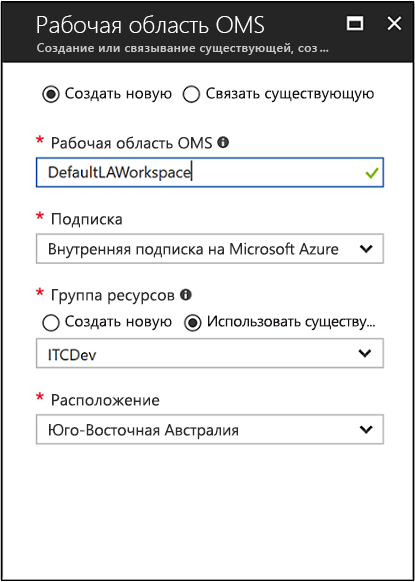 Рабочая область OMS
Создание или связывание существующей, соз ...
Создать новую Связать существующую
* Рабочая область OMS
DefaultLAWorkspace
* Подписка
Внутренняя подписка на Microsoft Azure
* Группа ресурсов
Создать новую Использовать существу...
ITCDev
* Расположение
Юго-Восточная Австралия